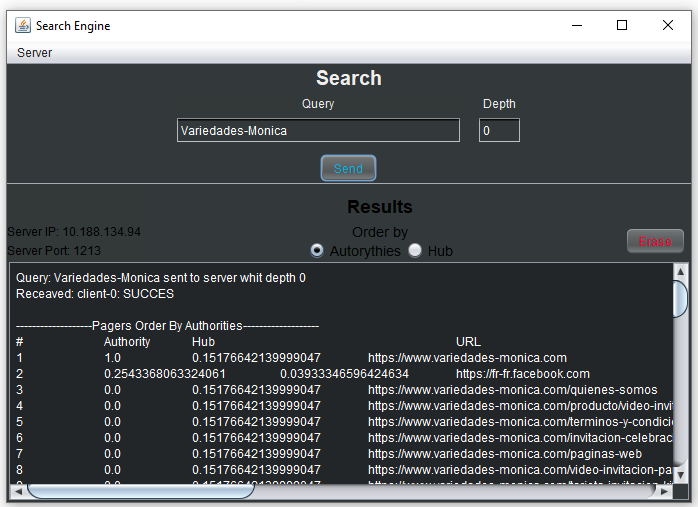 Search Engine
Server
Search
Query Depth
Variedades-Monica 0
Send
Results
Server IP: 10.188.134.94 Order by
Server Port: 1213 Autorythies Hub Erase
Query: Variedades-Monica sent to server whit depth 0
Receaved: client-0: SUCCES
-------------------Pagers Order By Authorities-------------------
# Authority Hub URL
1 1.0 0.15176642139999047 https://www.variedades-monica.com
2 0.2543368063324061 0.03933346596424634 https://fr-fr.facebook.com
3 0.0 0.15176642139999047 https://www.variedades-monica.com/quienes-somos
4 0.0 0.15176642139999047 https://www.variedades-monica.com/producto/video-invi
5 0.0 0.15176642139999047 https://www.variedades-monica.com/terminos-y-condici
6 0.0 0.15176642139999047 https://www.variedades-monica.com/invitacion-celebrac
7 0.0 0.15176642139999047 https://www.variedades-monica.com/paginas-web
8 0.0 0.15176642139999047 https://www.variedades-monica.com/video-invitacion-pa